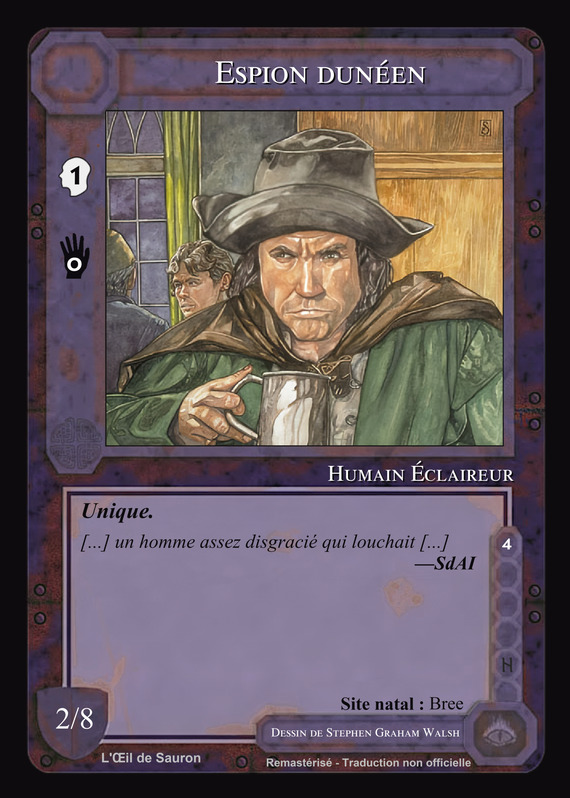 Espion dunéen
1
0
Humain Éclaireur
Unique.
[...] un homme assez disgracié qui louchait [...]
—SdAI
4
H
Site natal : Bree
2/8
Dessin de Stephen Graham Walsh
L'Œil de Sauron
Remastérisé - Traduction non officielle